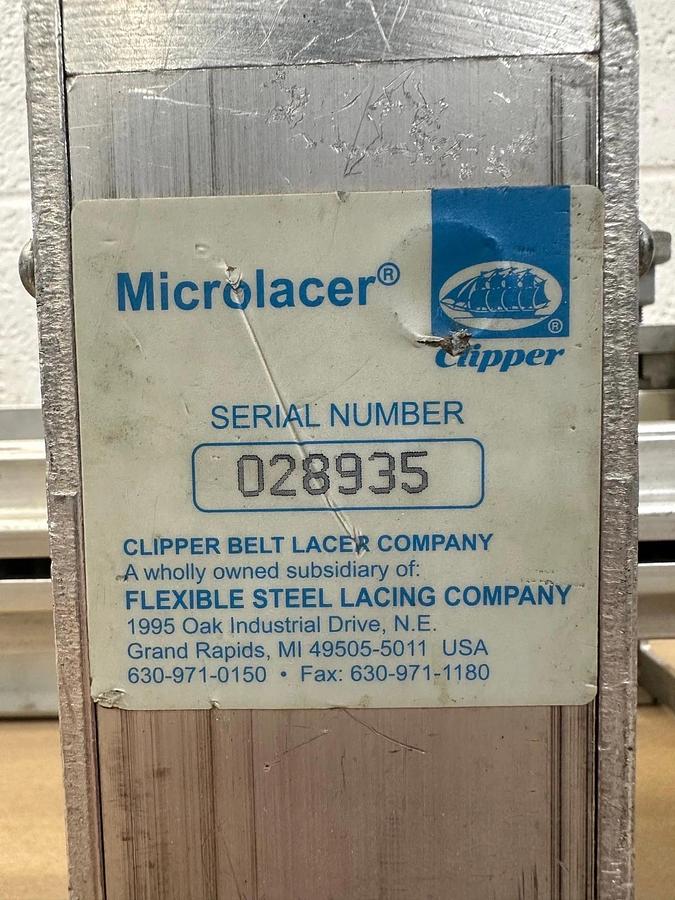 Microlacer®
®
Clipper
SERIAL NUMBER
028935
CLIPPER BELT LACER COMPANY
A wholly owned subsidiary of:
FLEXIBLE STEEL LACING COMPANY
1995 Oak Industrial Drive, N.E.
Grand Rapids, MI 49505-5011 USA
630-971-0150 • Fax: 630-971-1180